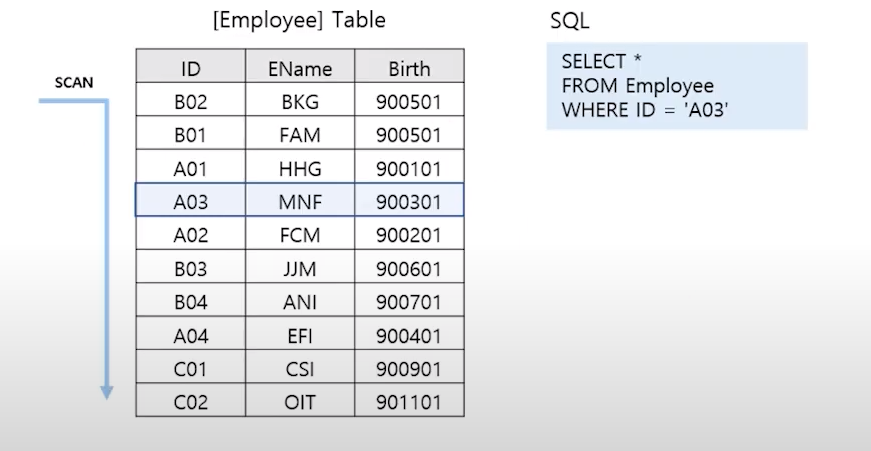 [Employee] Table
SQL
SCAN
ID EName Birth
B02 BKG 900501
B01 FAM 900501
A01 HHG 900101
A03 MNF 900301
A02 FCM 900201
B03 JJM 900601
B04 ANI 900701
A04 EFI 900401
C01 CSI 900901
C02 OIT 901101
SELECT *
FROM Employee
WHERE ID = 'A03'